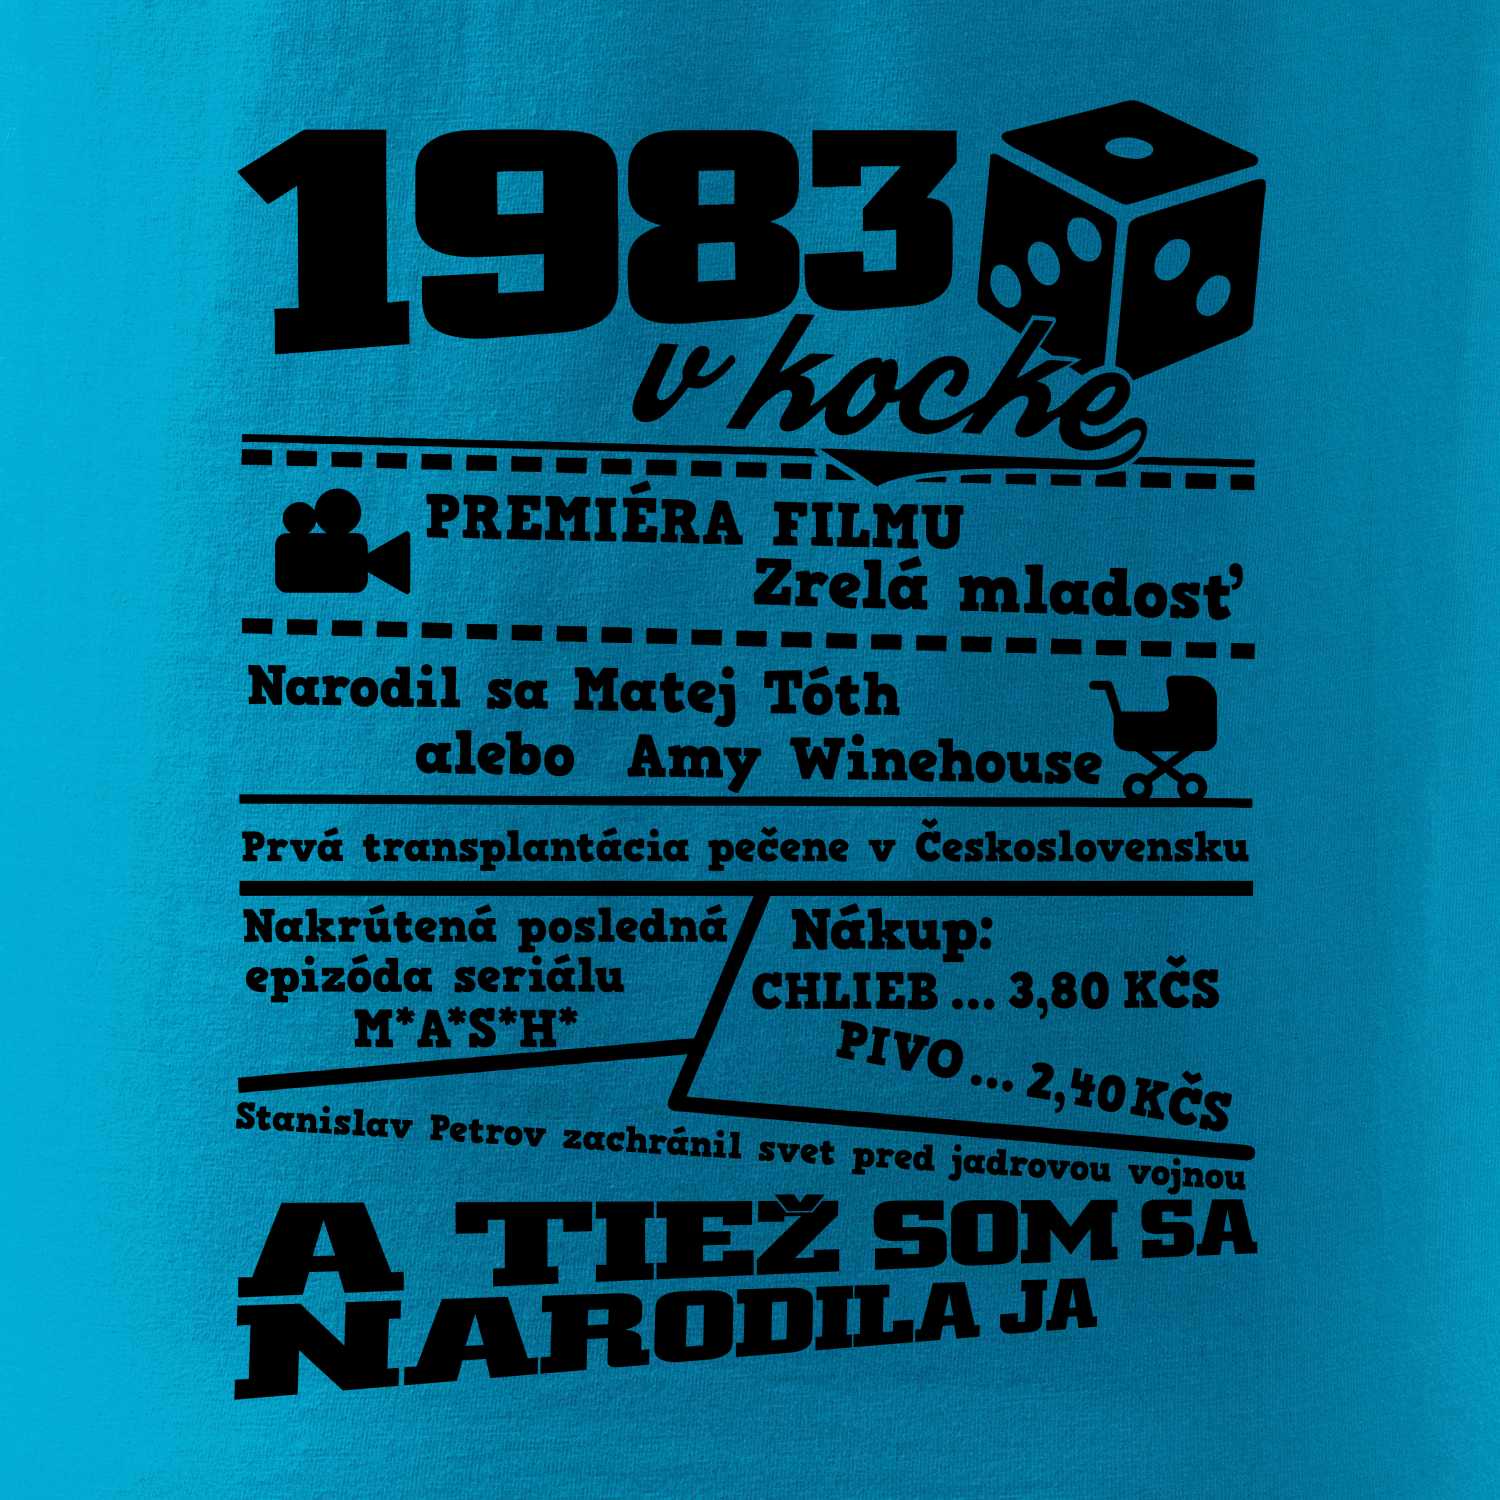 1983
v kocke
PREMIÉRA FILMU
Zrelá mladosť
Narodil sa Matej Tóth
alebo Amy Winehouse
Prvá transplantácia pečene v Československu
Nakrútená posledná
epizóda seriálu
M*A*S*H*
Nákup:
CHLIEB ... 3,80 KČS
PIVO ... 2,40 KČS
Stanislav Petrov zachránil svet pred jadrovou vojnou
A TIEŽ SOM SA
NARODILA JA